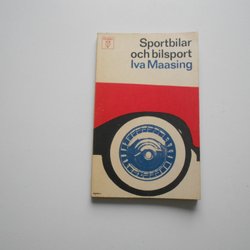 Sportbilar
och bilsport
Iva Maasing